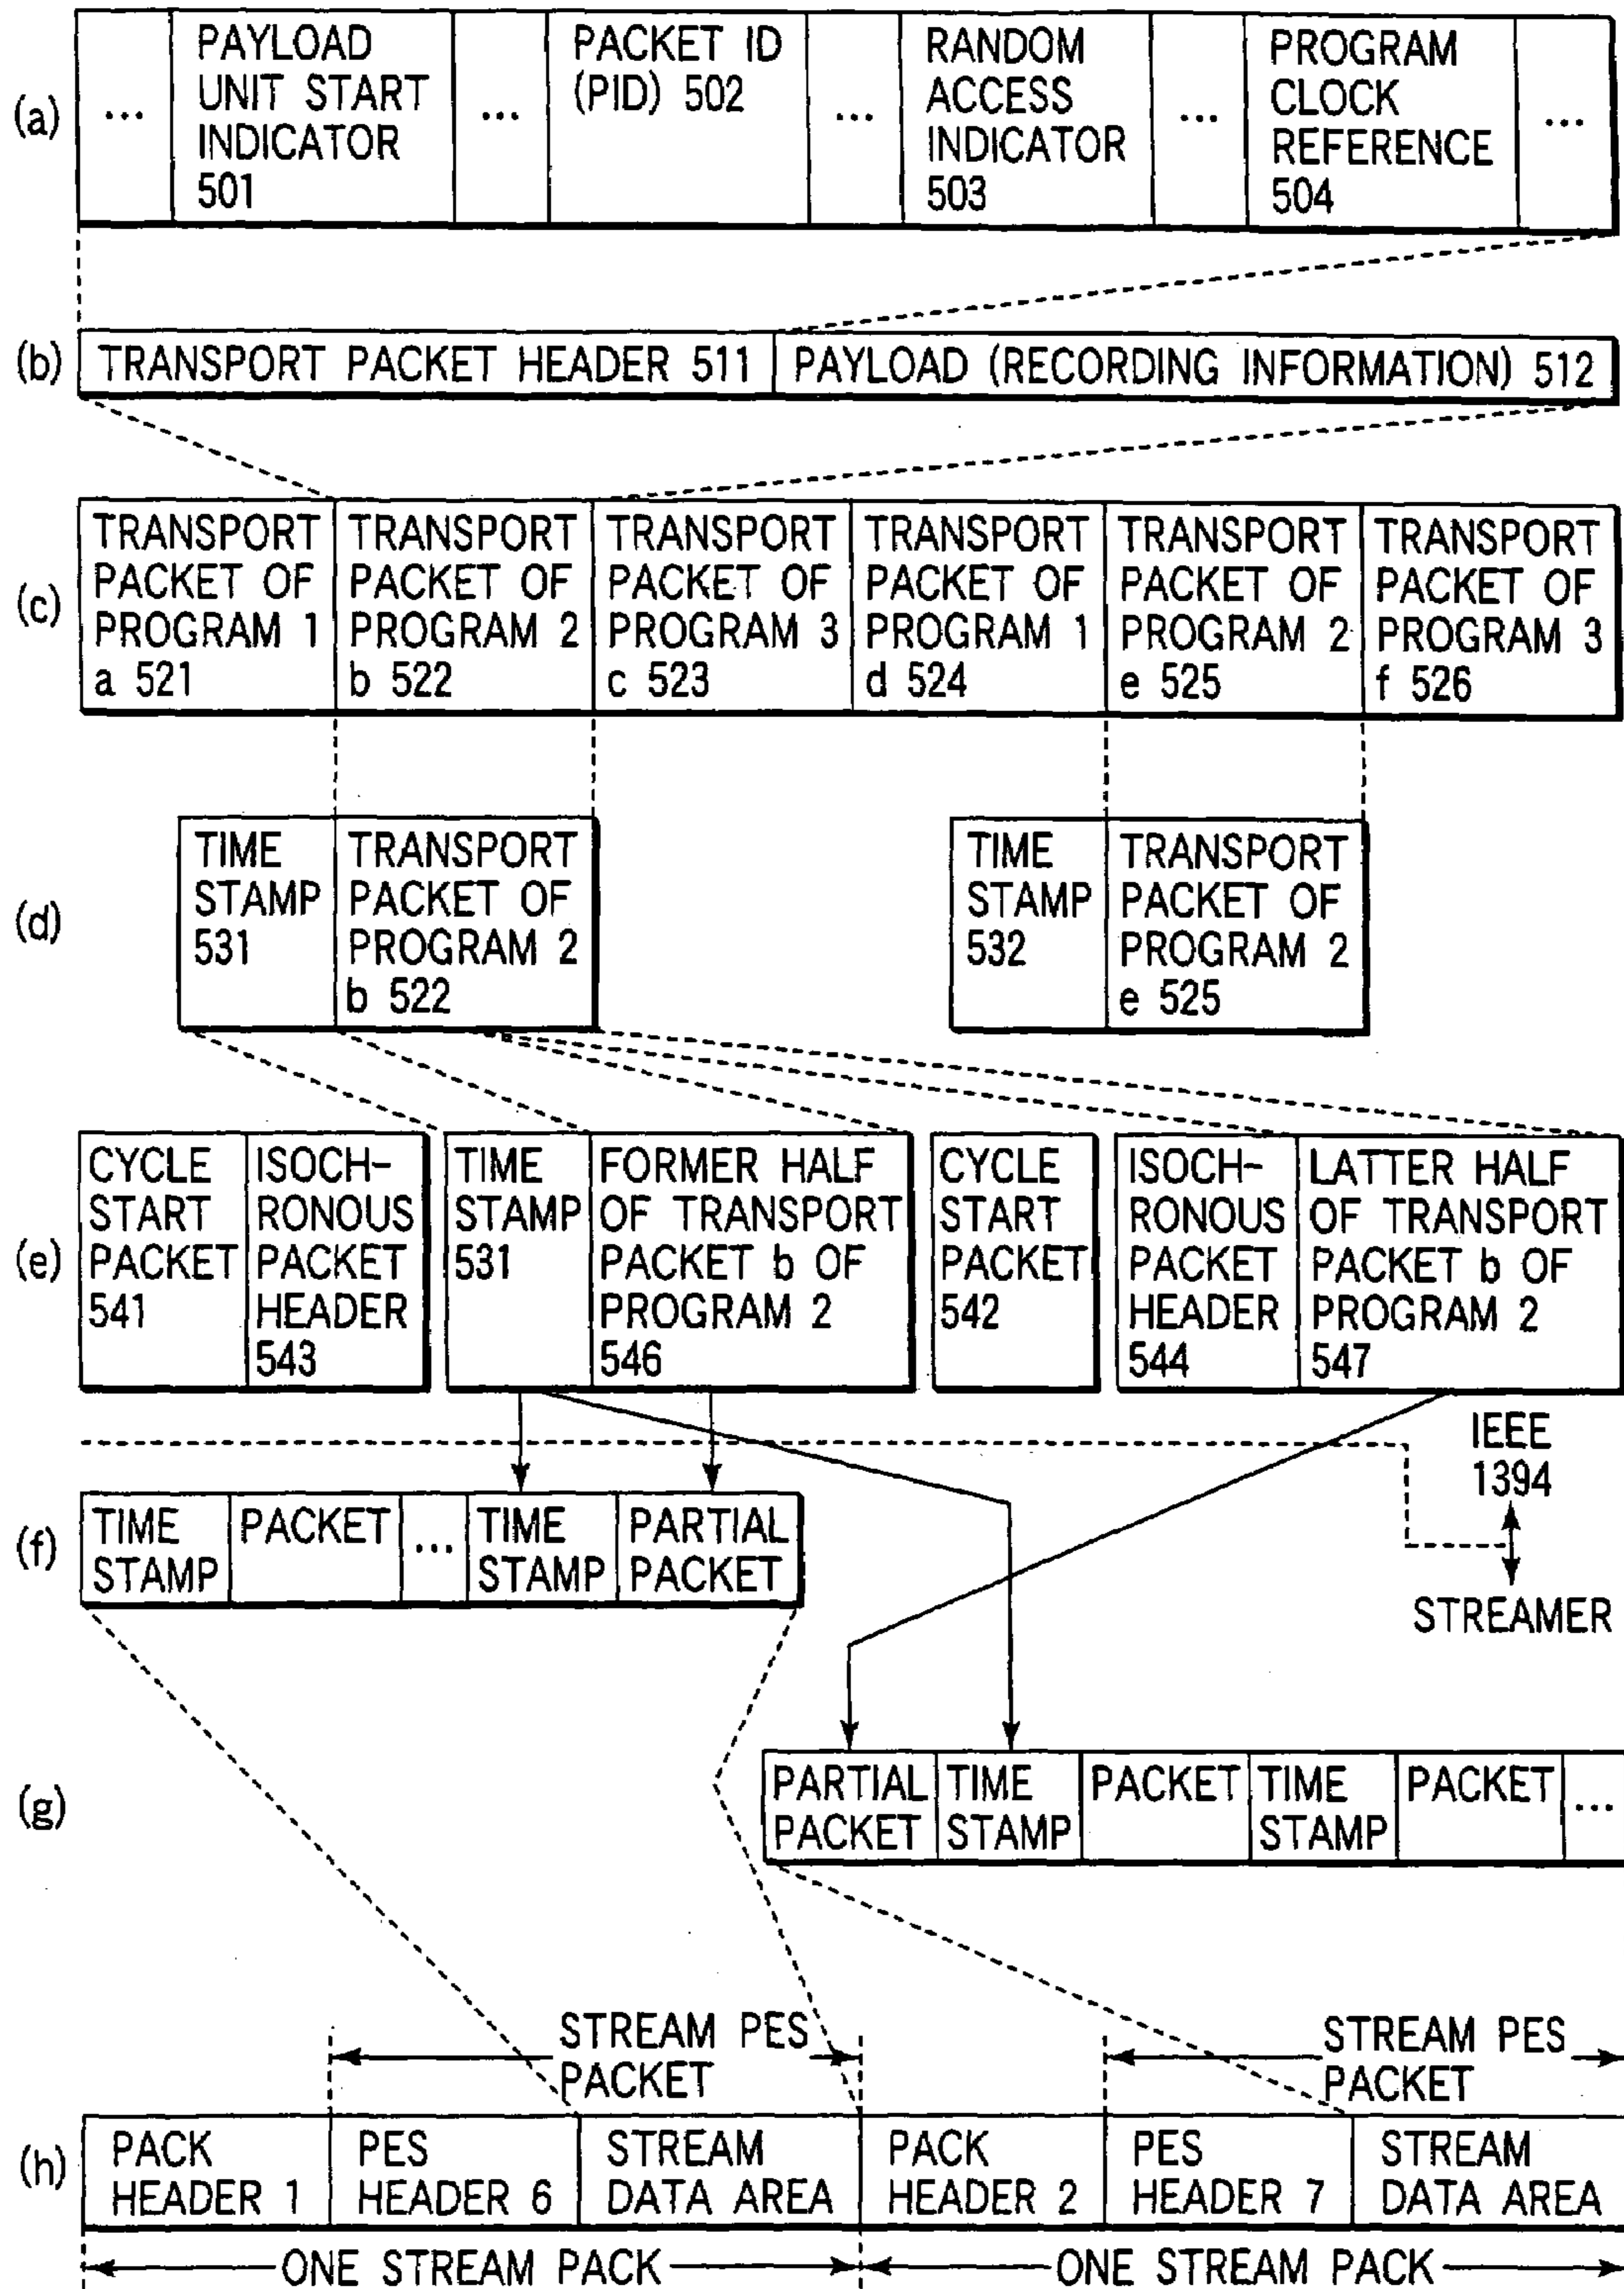 (a)
...
PAYLOAD
UNIT START
INDICATOR
501
...
PACKET ID
(PID) 502
...
RANDOM
ACCESS
INDICATOR
503
...
PROGRAM
CLOCK
REFERENCE
504
...
(b)
TRANSPORT PACKET HEADER 511
PAYLOAD (RECORDING INFORMATION) 512
(c)
TRANSPORT
PACKET OF
PROGRAM 1
a 521
TRANSPORT
PACKET OF
PROGRAM 2
b 522
TRANSPORT
PACKET OF
PROGRAM 3
c 523
TRANSPORT
PACKET OF
PROGRAM 1
d 524
TRANSPORT
PACKET OF
PROGRAM 2
e 525
TRANSPORT
PACKET OF
PROGRAM 3
f 526
(d)
TIME
STAMP
531
TRANSPORT
PACKET OF
PROGRAM 2
b 522
TIME
STAMP
532
TRANSPORT
PACKET OF
PROGRAM 2
e 525
(e)
CYCLE
START
PACKET
541
ISOCH-
RONOUS
PACKET
HEADER
543
TIME
STAMP
531
FORMER HALF
OF TRANSPORT
PACKET b OF
PROGRAM 2
546
CYCLE
START
PACKET
542
ISOCH-
RONOUS
PACKET
HEADER
544
LATTER HALF
OF TRANSPORT
PACKET b OF
PROGRAM 2
547
IEEE
1394
STREAMER
(f)
TIME
STAMP
PACKET
...
TIME
STAMP
PARTIAL
PACKET
(g)
PARTIAL
PACKET
TIME
STAMP
PACKET
TIME
STAMP
PACKET
...
STREAM PES
PACKET
STREAM PES
PACKET
(h)
PACK
HEADER 1
PES
HEADER 6
STREAM
DATA AREA
PACK
HEADER 2
PES
HEADER 7
STREAM
DATA AREA
ONE STREAM PACK
ONE STREAM PACK